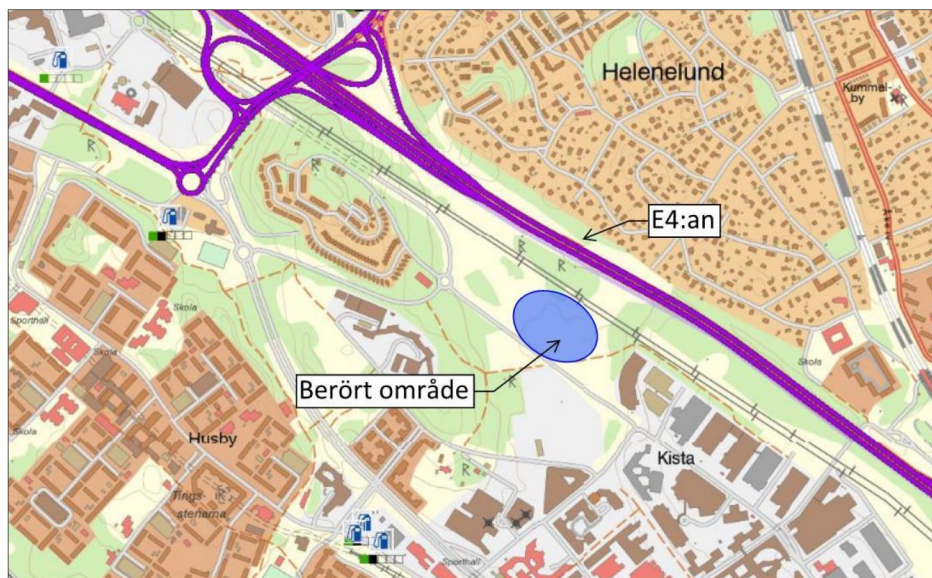 Helenelund
Kummel-
by
R
R
E4:an
R
R
Skola
Sporthall
Skola
Skola
Berört område
R
Skola
Husby
Kista
R
Tings-
stenarna
R
Sporthall